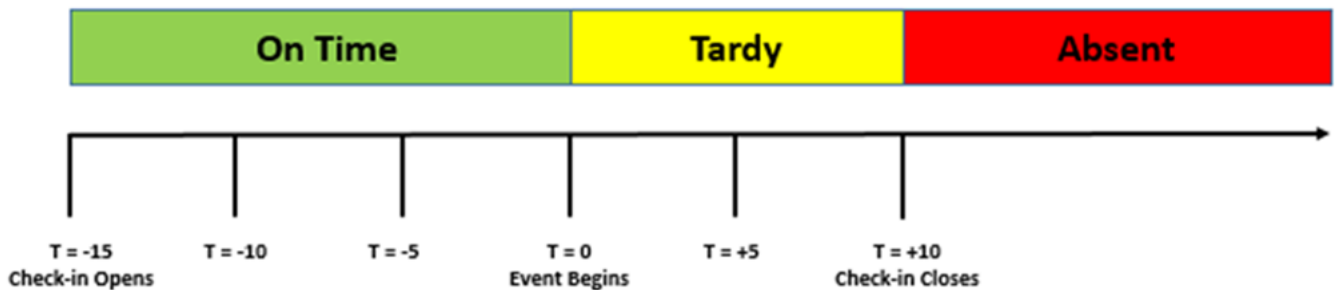 On Time Tardy Absent
T = -15 T = -10 T = -5 T = 0 T = +5 T = +10
Check-in Opens Event Begins Check-in Closes